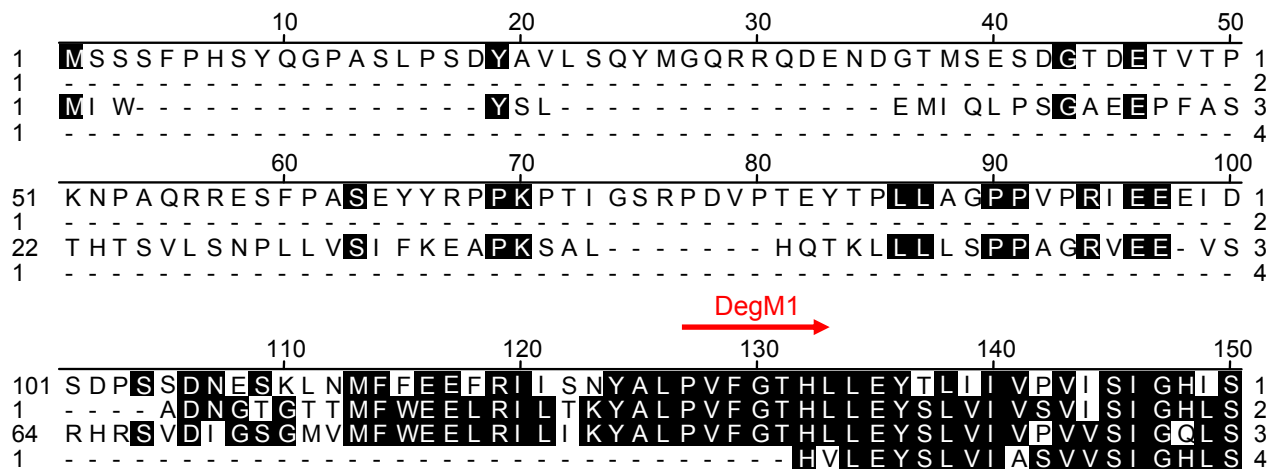 10 20 30 40 50
1 MSSSFPHSYQGPASLPSDYAVLSQYMGQRRQDENDGTMSESDGTDETVTP 1
1 -------------------------------------------------- 2
1 MIW---------------YSL--------------EMIQLPSGAEEPFAS 3
1 -------------------------------------------------- 4
60 70 80 90 100
51 KNPAQRRESFPASEYYRPPKPTIGSRPDVPTEYTPLLAGPPVPRIEEEID 1
1 -------------------------------------------------- 2
22 THTSVLSNPLLVSIFKEAPKSAL-------HQTKLLLLSPPAGRVEE-VS 3
1 -------------------------------------------------- 4
DegM1
110 120 130 140 150
101 SDPSSDNESKLNMFFEEFRIISNYALPVFGTHLLEYTLIIVPVISIGHIS 1
1 ----ADNGTGTTMFWEELRILTKYALPVFGTHLLEYSLVIVSVISIGHLS 2
64 RHRSVDIGSGMVMFWEELRILIKYALPVFGTHLLEYSLVIVPVVSIGQLS 3
1 -------------------------------HVLEYSLVIASVVSIGHLS 4